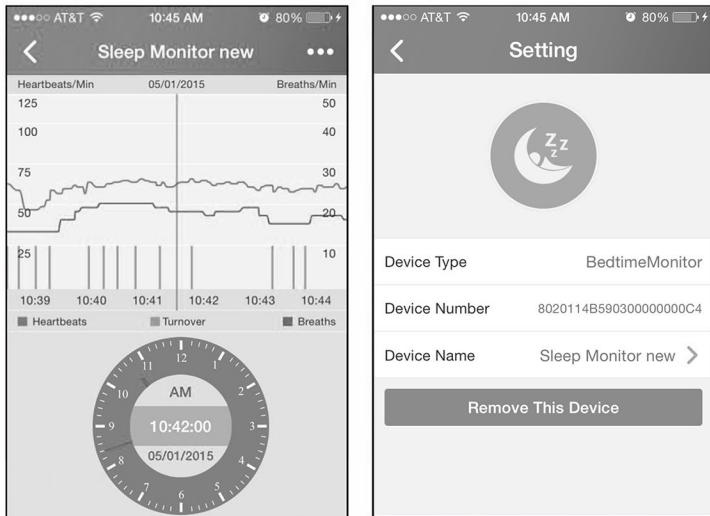 AT&T 10:45 AM 80%
Sleep Monitor new
Heartbeats/Min 05/01/2015 Breaths/Min
125 50
100 40
75 30
50 20
25 10
10:39 10:40 10:41 10:42 10:43 10:44
Heartbeats Turnover Breaths
12
11 1
10 2
9 3
8 4
7 5
6
AM
10:42:00
05/01/2015
AT&T 10:45 AM 80%
Setting
z z z
Device Type BedtimeMonitor
Device Number 8020114B590300000000C4
Device Name Sleep Monitor new
Remove This Device